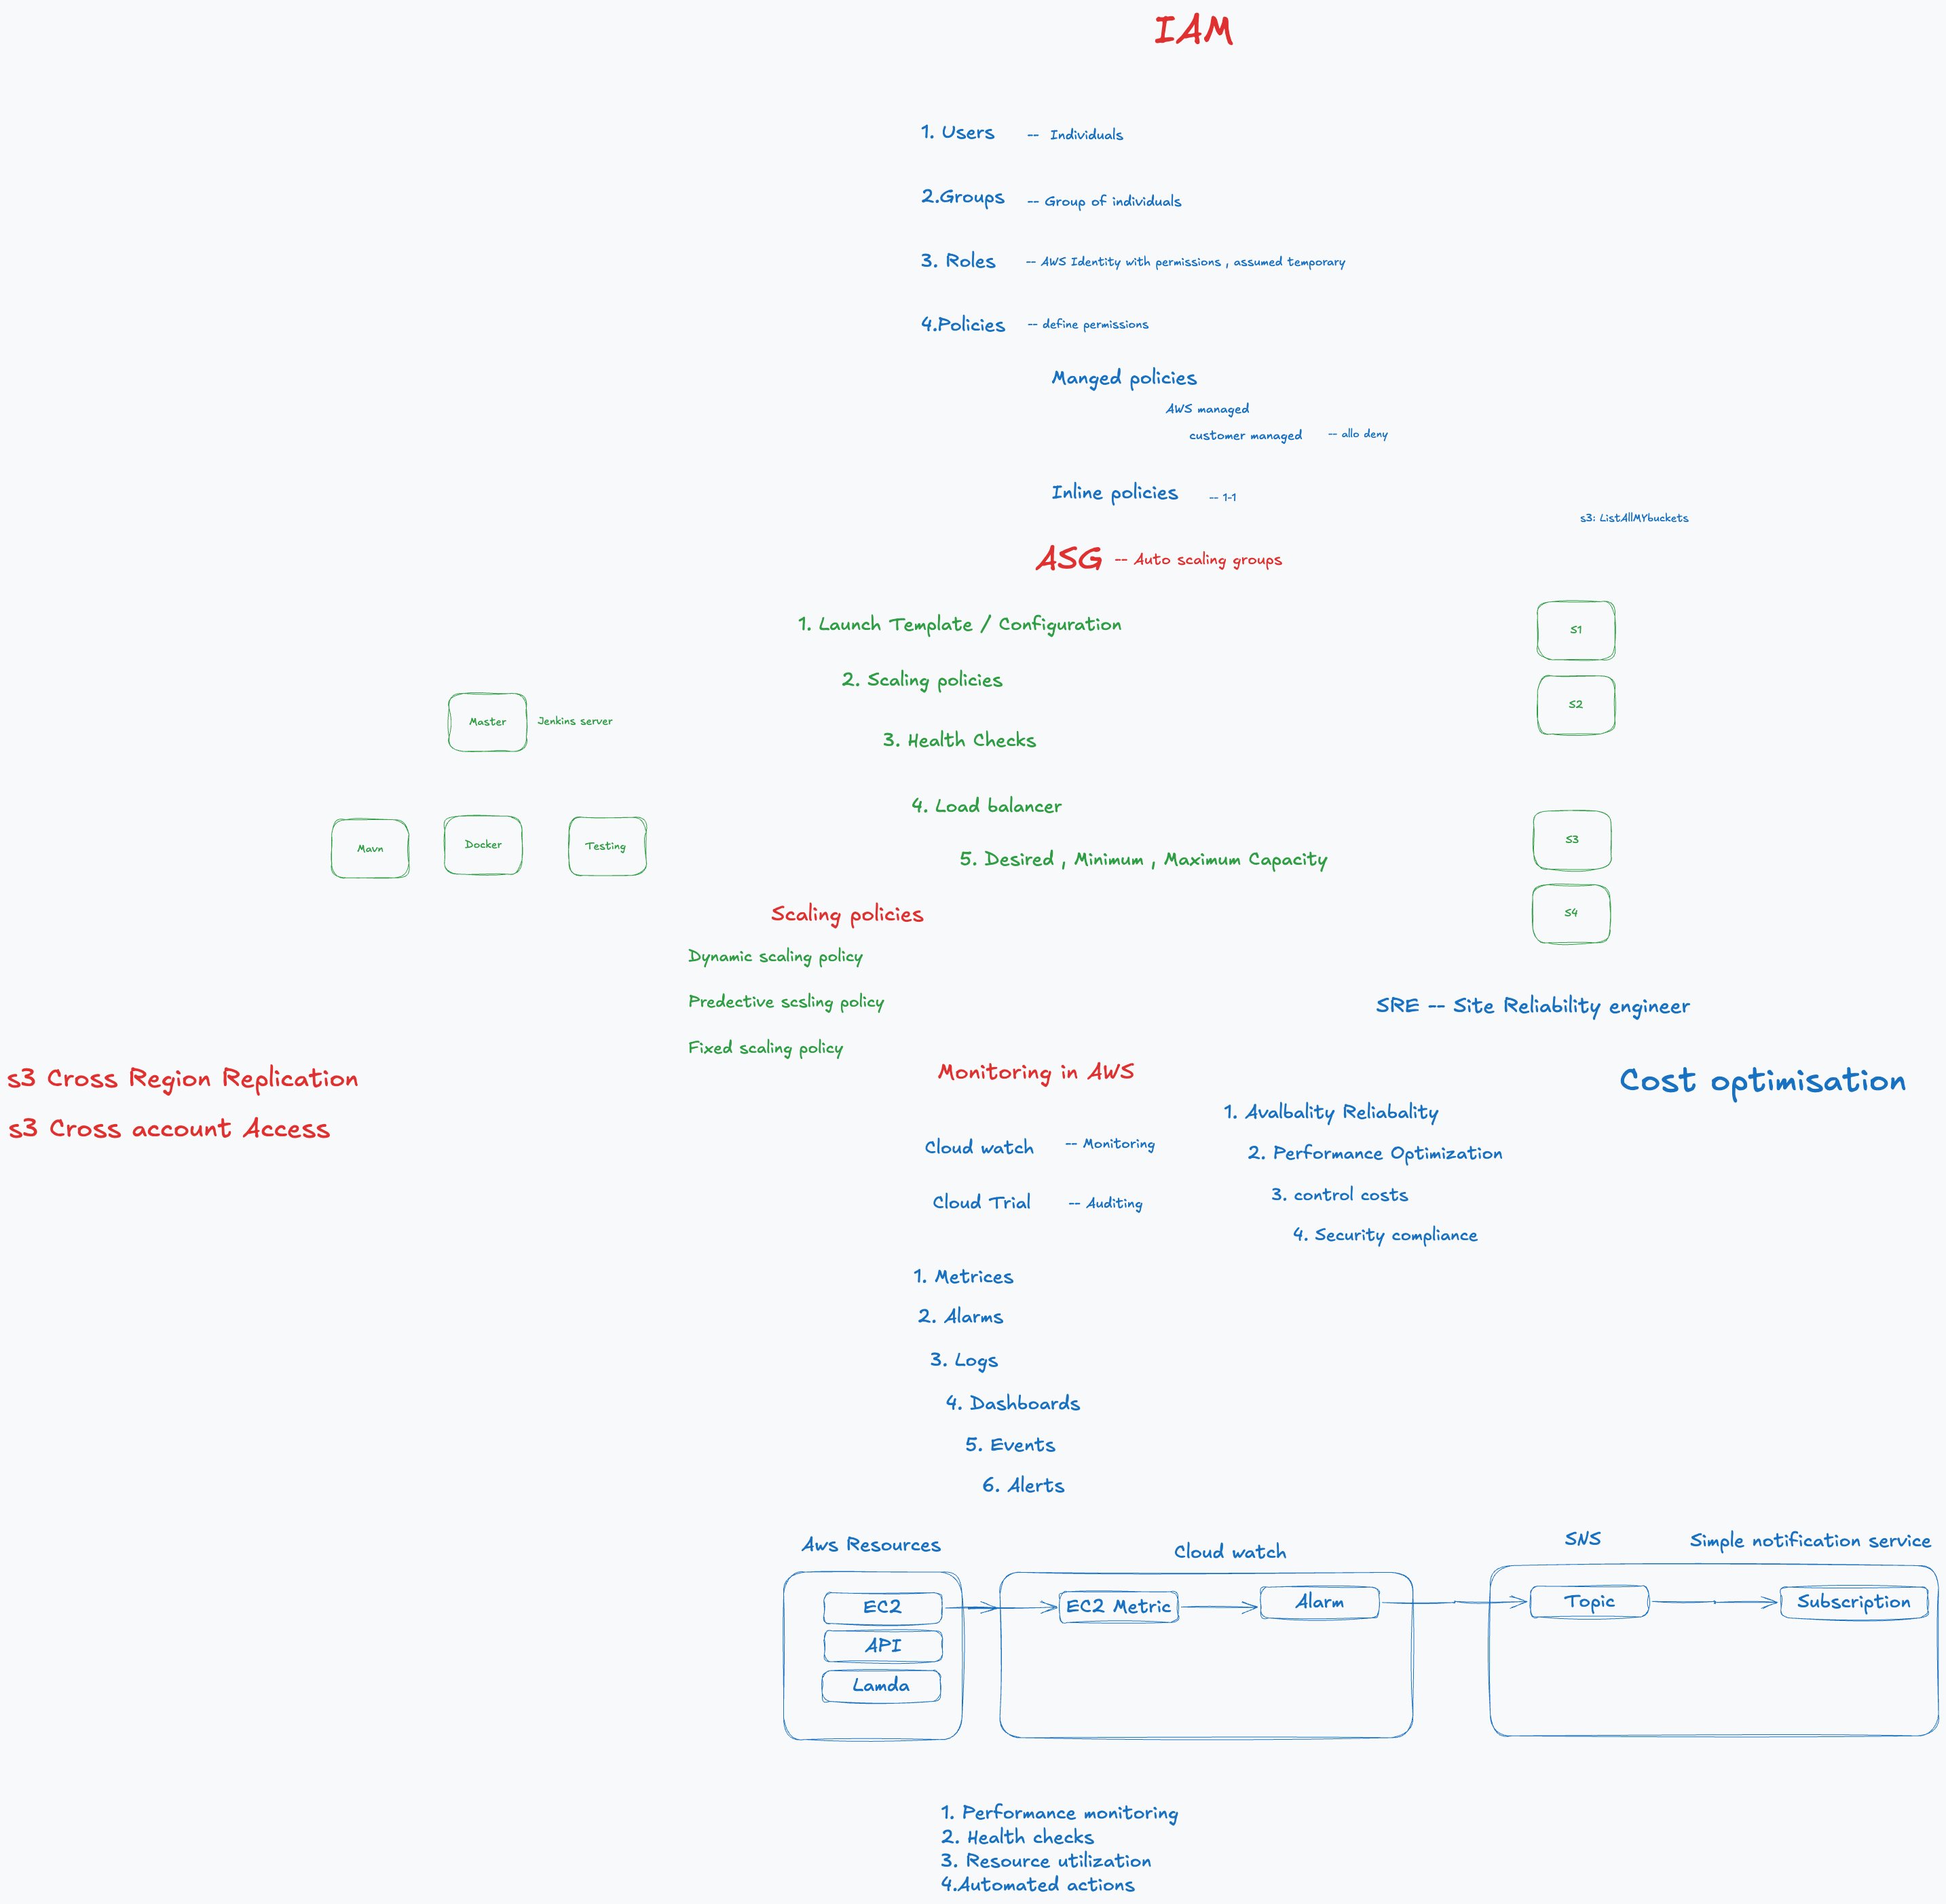 IAM
1. Users -- Individuals
2.Groups -- Group of individuals
3. Roles -- AWS Identity with permissions , assumed temporary
4.Policies -- define permissions
Manged policies
AWS managed
customer managed -- allo deny
Inline policies -- 1-1
s3: ListAllMYbuckets
ASG -- Auto scaling groups
1. Launch Template / Configuration
2. Scaling policies
3. Health Checks
4. Load balancer
5. Desired , Minimum , Maximum Capacity
S1
S2
S3
S4
Master Jenkins server
Mavn
Docker
Testing
Scaling policies
Dynamic scaling policy
Predective scsling policy
Fixed scaling policy
SRE -- Site Reliability engineer
s3 Cross Region Replication
s3 Cross account Access
Monitoring in AWS
Cost optimisation
Cloud watch -- Monitoring
Cloud Trial -- Auditing
1. Avalbality Reliabality
2. Performance Optimization
3. control costs
4. Security compliance
1. Metrices
2. Alarms
3. Logs
4. Dashboards
5. Events
6. Alerts
Aws Resources
EC2
API
Lamda
Cloud watch
EC2 Metric
Alarm
SNS
Simple notification service
Topic
Subscription
1. Performance monitoring
2. Health checks
3. Resource utilization
4.Automated actions